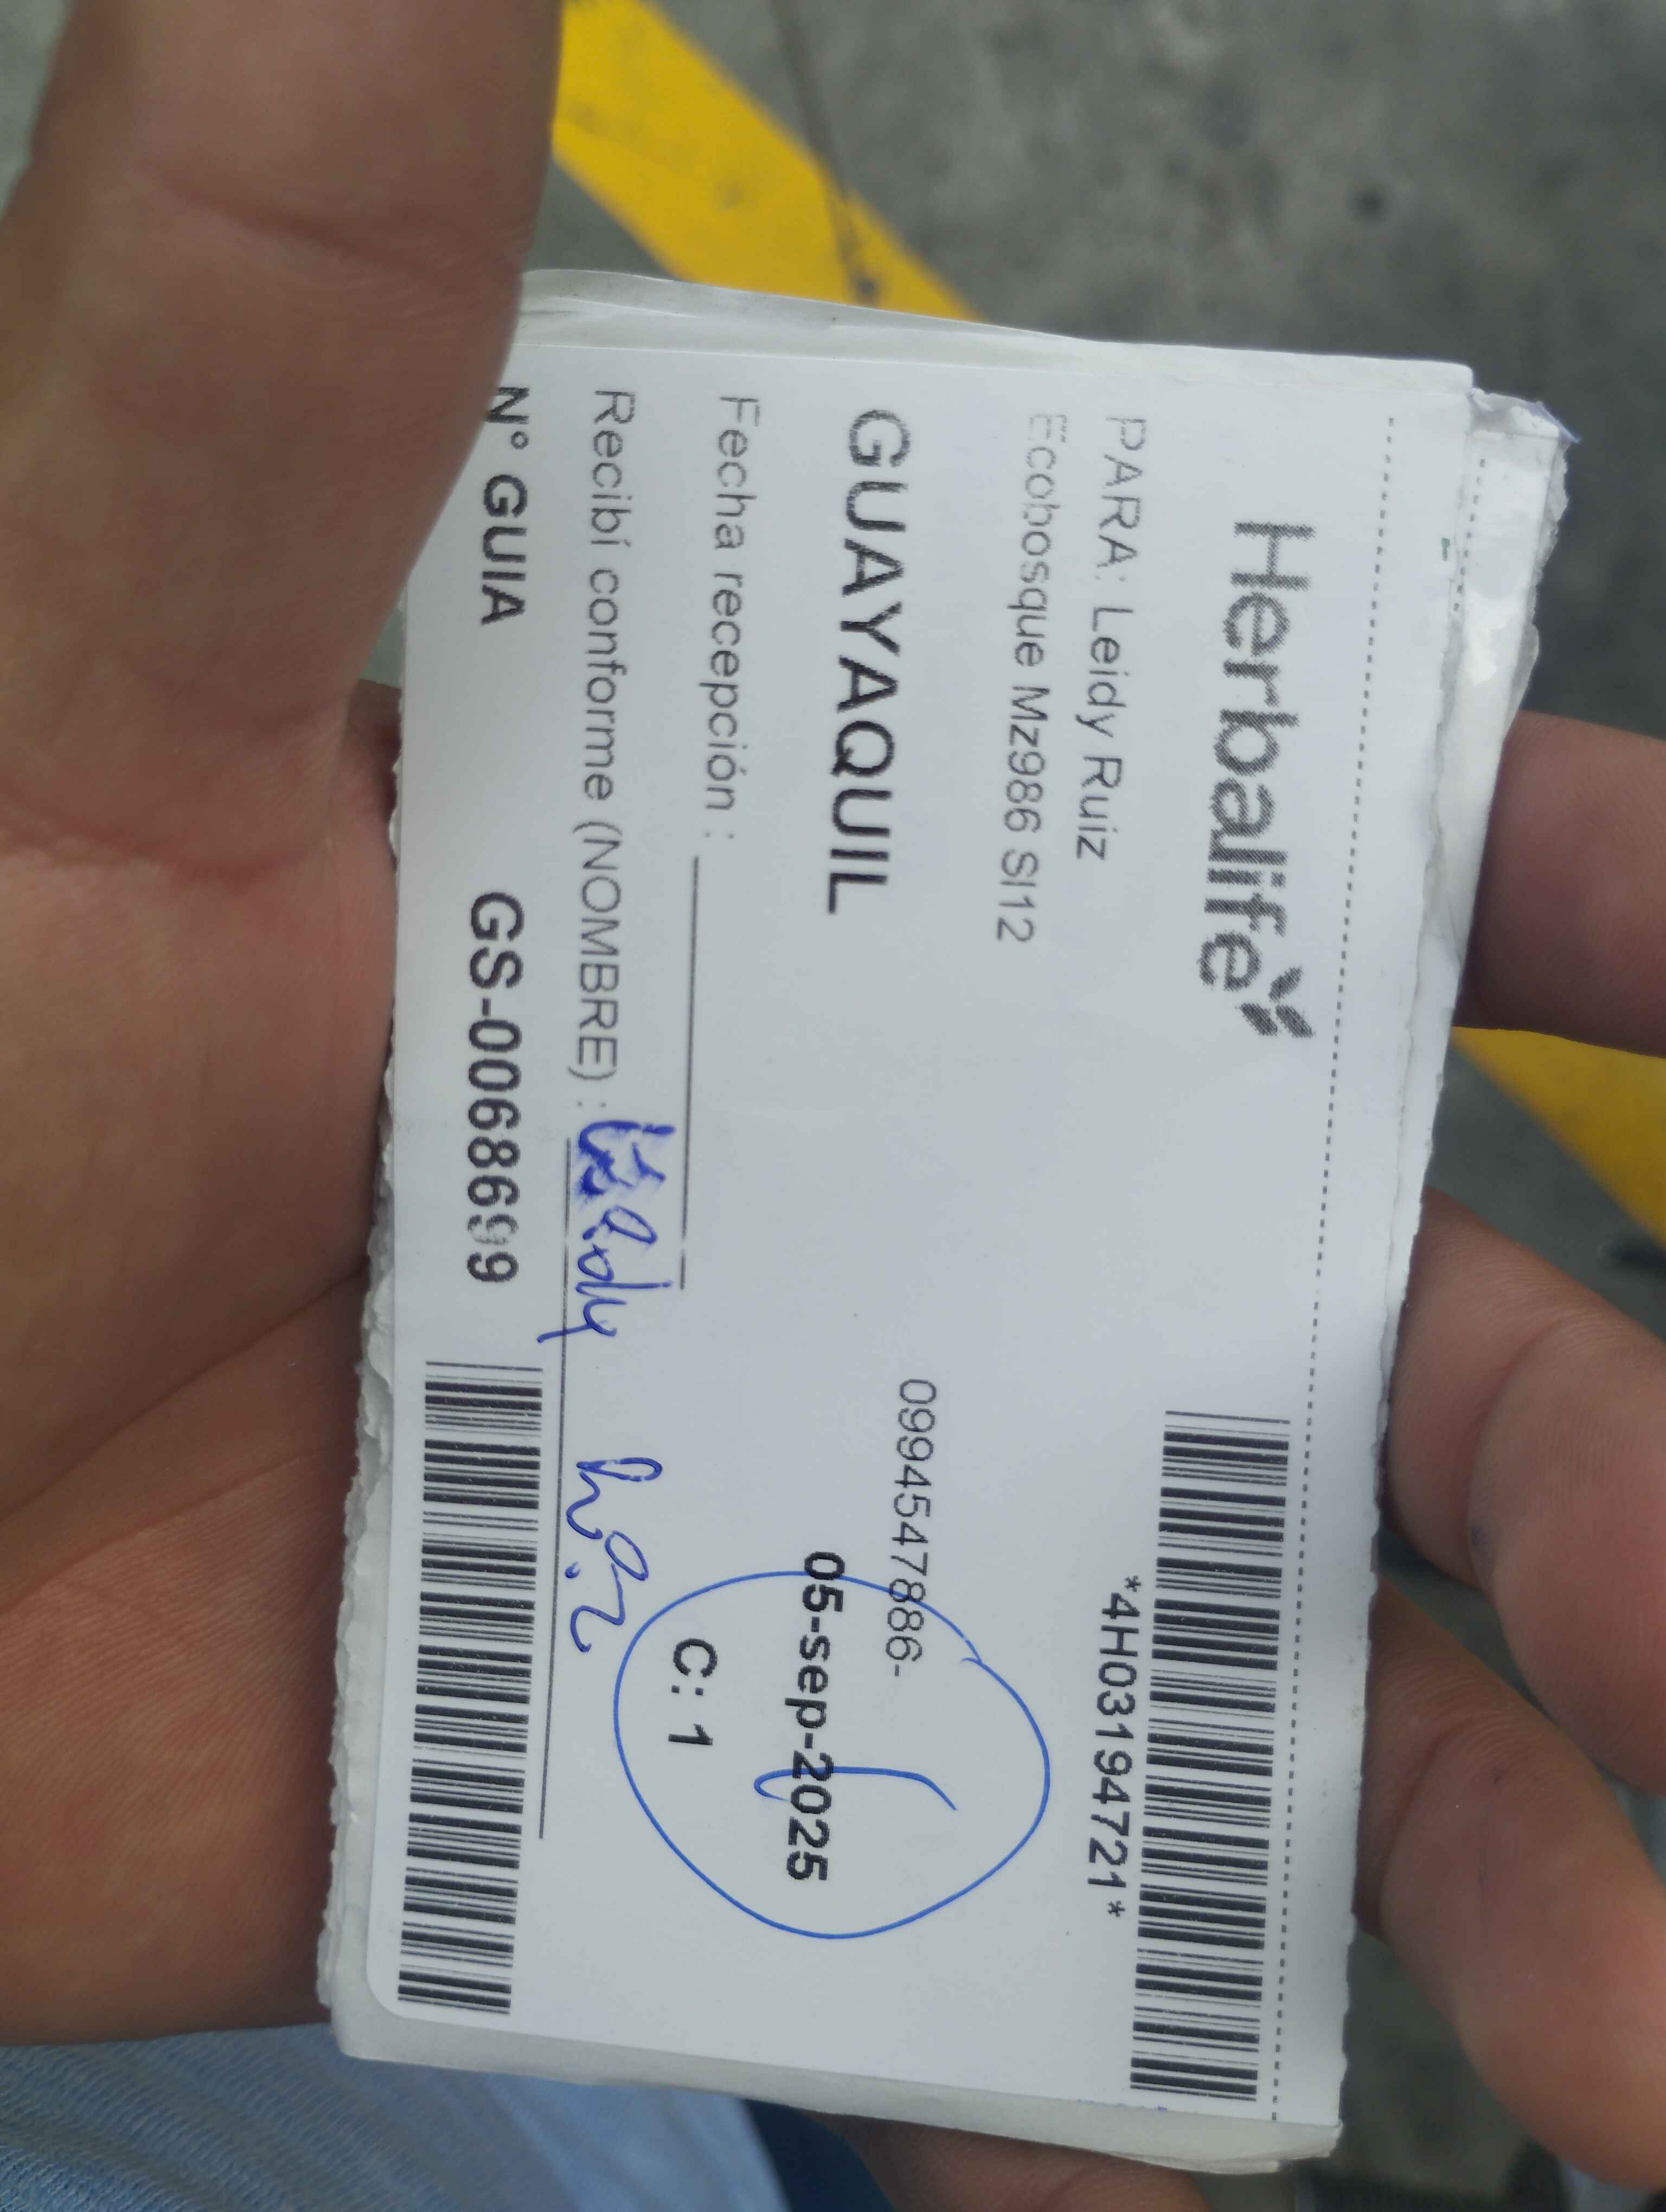 Herbalife
*4H03194721*
PARA: Leidy Ruiz
Ecobosque Mz986 Sl12
0994547886-
GUAYAQUIL
05-sep-2025
Fecha recepción :
C: 1
Recibí conforme (NOMBRE) :
N° GUIA GS-0068699